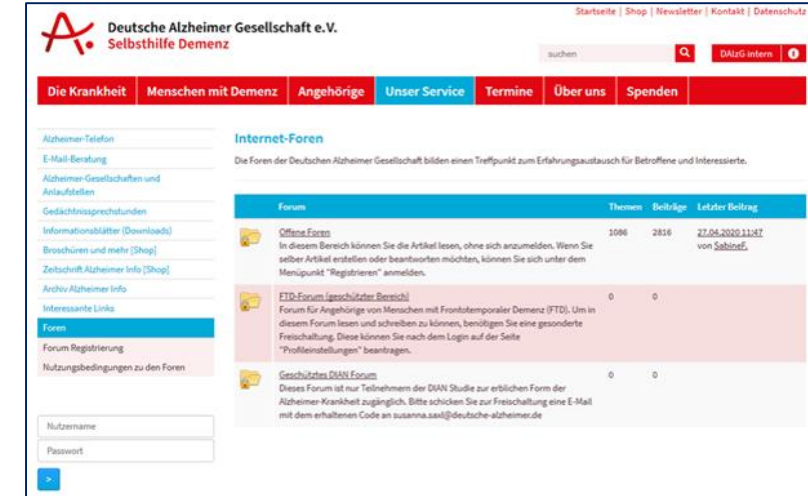 Startseite | Shop | Newsletter | Kontakt | Datenschutz
Deutsche Alzheimer Gesellschaft e.V.
Selbsthilfe Demenz
suchen
DAlzG intern
Die Krankheit
Menschen mit Demenz
Angehörige
Unser Service
Termine
Über uns
Spenden
Alzheimer-Telefon
E-Mail-Beratung
Alzheimer-Gesellschaften und
Anlaufstellen
Gedächtnissprechstunden
Informationsblätter (Downloads)
Broschüren und mehr [Shop]
Zeitschrift Alzheimer Info [Shop]
Archiv Alzheimer Info
Interessante Links
Foren
Forum Registrierung
Nutzungsbedingungen zu den Foren
Nutzername
Passwort
>
Internet-Foren
Die Foren der Deutschen Alzheimer Gesellschaft bilden einen Treffpunkt zum Erfahrungsaustausch für Betroffene und Interessierte.
Forum Themen Beiträge Letzter Beitrag
Offene Foren 1086 2816 27.04.2020 11:47
In diesem Bereich können Sie die Artikel lesen, ohne sich anzumelden. Wenn Sie von SabineF.
selber Artikel erstellen oder beantworten möchten, können Sie sich unter dem
Menüpunkt "Registrieren" anmelden.
FTD-Forum (geschützter Bereich) 0 0
Forum für Angehörige von Menschen mit Frontotemporaler Demenz (FTD). Um in
diesem Forum lesen und schreiben zu können, benötigen Sie eine gesonderte
Freischaltung. Diese können Sie nach dem Login auf der Seite
"Profileinstellungen" beantragen.
Geschütztes DIAN Forum 0 0
Dieses Forum ist nur Teilnehmern der DIAN Studie zur erblichen Form der
Alzheimer-Krankheit zugänglich. Bitte schicken Sie zur Freischaltung eine E-Mail
mit dem erhaltenen Code an susanna.saxl@deutsche-alzheimer.de